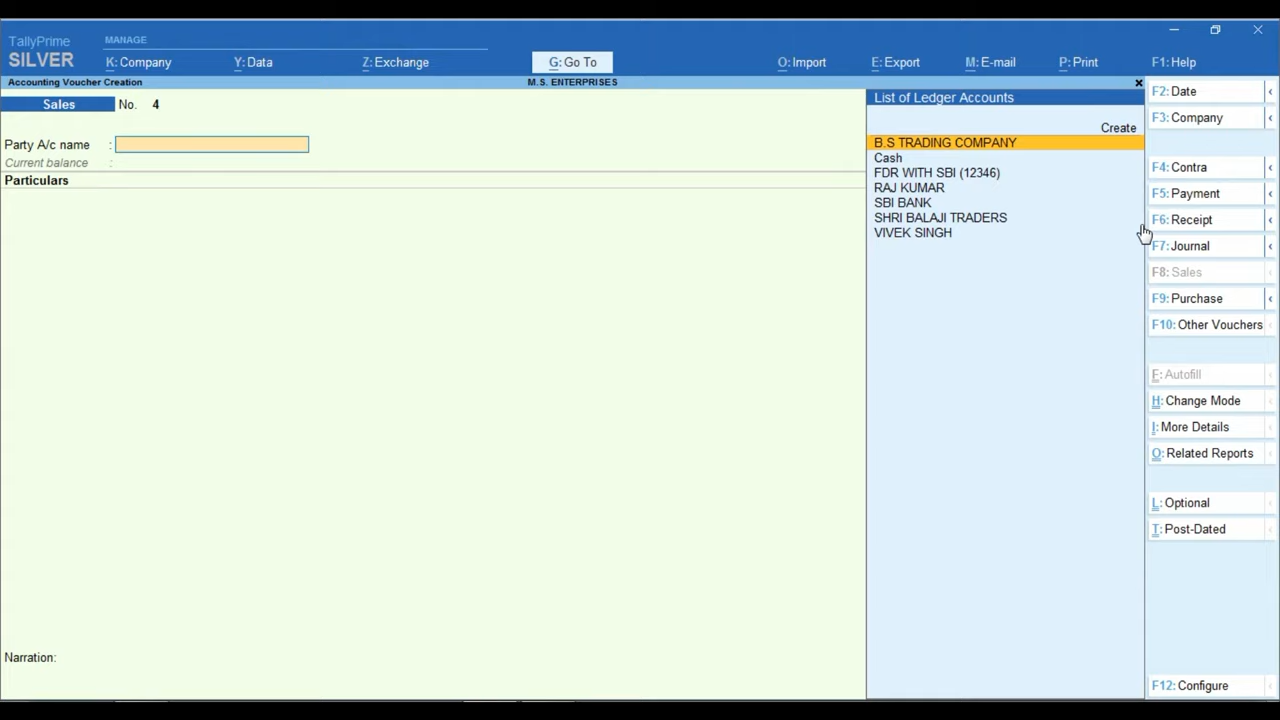 TallyPrime
SILVER
MANAGE
K: Company
Y: Data
Z: Exchange
G: Go To
O: Import
E: Export
M: E-mail
P: Print
F1: Help
Accounting Voucher Creation
M.S. ENTERPRISES
Sales No. 4
Party A/c name :
Current balance :
Particulars
Narration:
List of Ledger Accounts
Create
B.S TRADING COMPANY
Cash
FDR WITH SBI (12346)
RAJ KUMAR
SBI BANK
SHRI BALAJI TRADERS
VIVEK SINGH
F2: Date
F3: Company
F4: Contra
F5: Payment
F6: Receipt
F7: Journal
F8: Sales
F9: Purchase
F10: Other Vouchers
F: Autofill
H: Change Mode
I: More Details
O: Related Reports
L: Optional
T: Post-Dated
F12: Configure